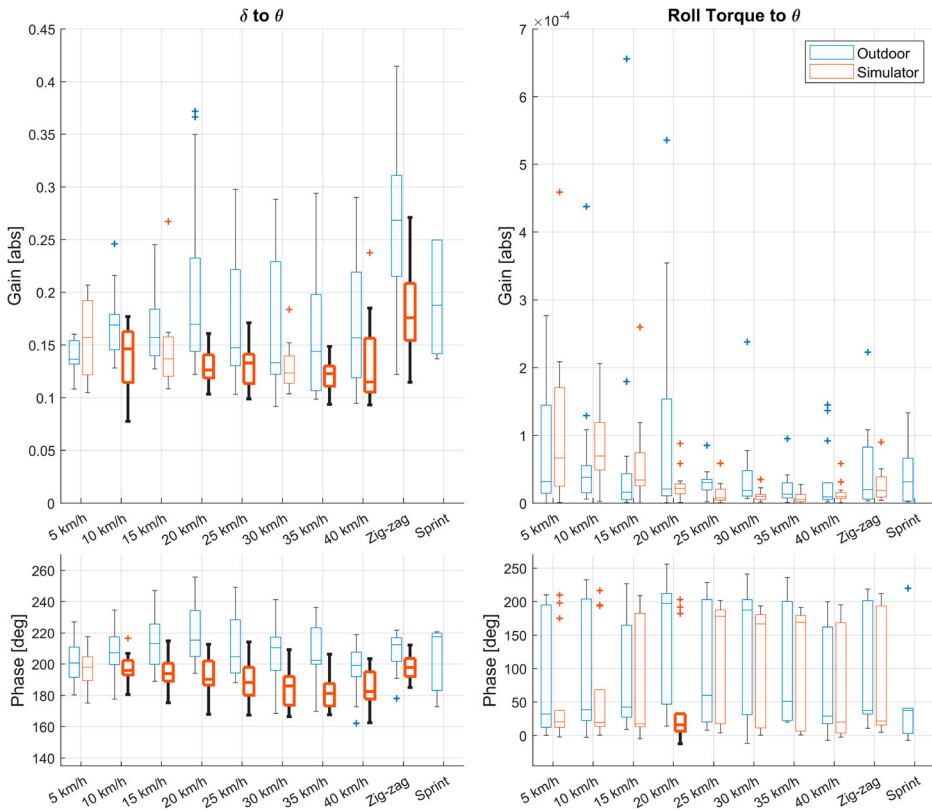 δ to θ
Gain [abs]
0.45
0.4
0.35
0.3
0.25
0.2
0.15
0.1
0.05
0
5 km/h
10 km/h
15 km/h
20 km/h
25 km/h
30 km/h
35 km/h
40 km/h
Zig-zag
Sprint
Roll Torque to θ
×10⁻⁴
Gain [abs]
7
6
5
4
3
2
1
0
Outdoor
Simulator
5 km/h
10 km/h
15 km/h
20 km/h
25 km/h
30 km/h
35 km/h
40 km/h
Zig-zag
Sprint
Phase [deg]
260
240
220
200
180
160
140
5 km/h
10 km/h
15 km/h
20 km/h
25 km/h
30 km/h
35 km/h
40 km/h
Zig-zag
Sprint
Phase [deg]
250
200
150
100
50
0
5 km/h
10 km/h
15 km/h
20 km/h
25 km/h
30 km/h
35 km/h
40 km/h
Zig-zag
Sprint